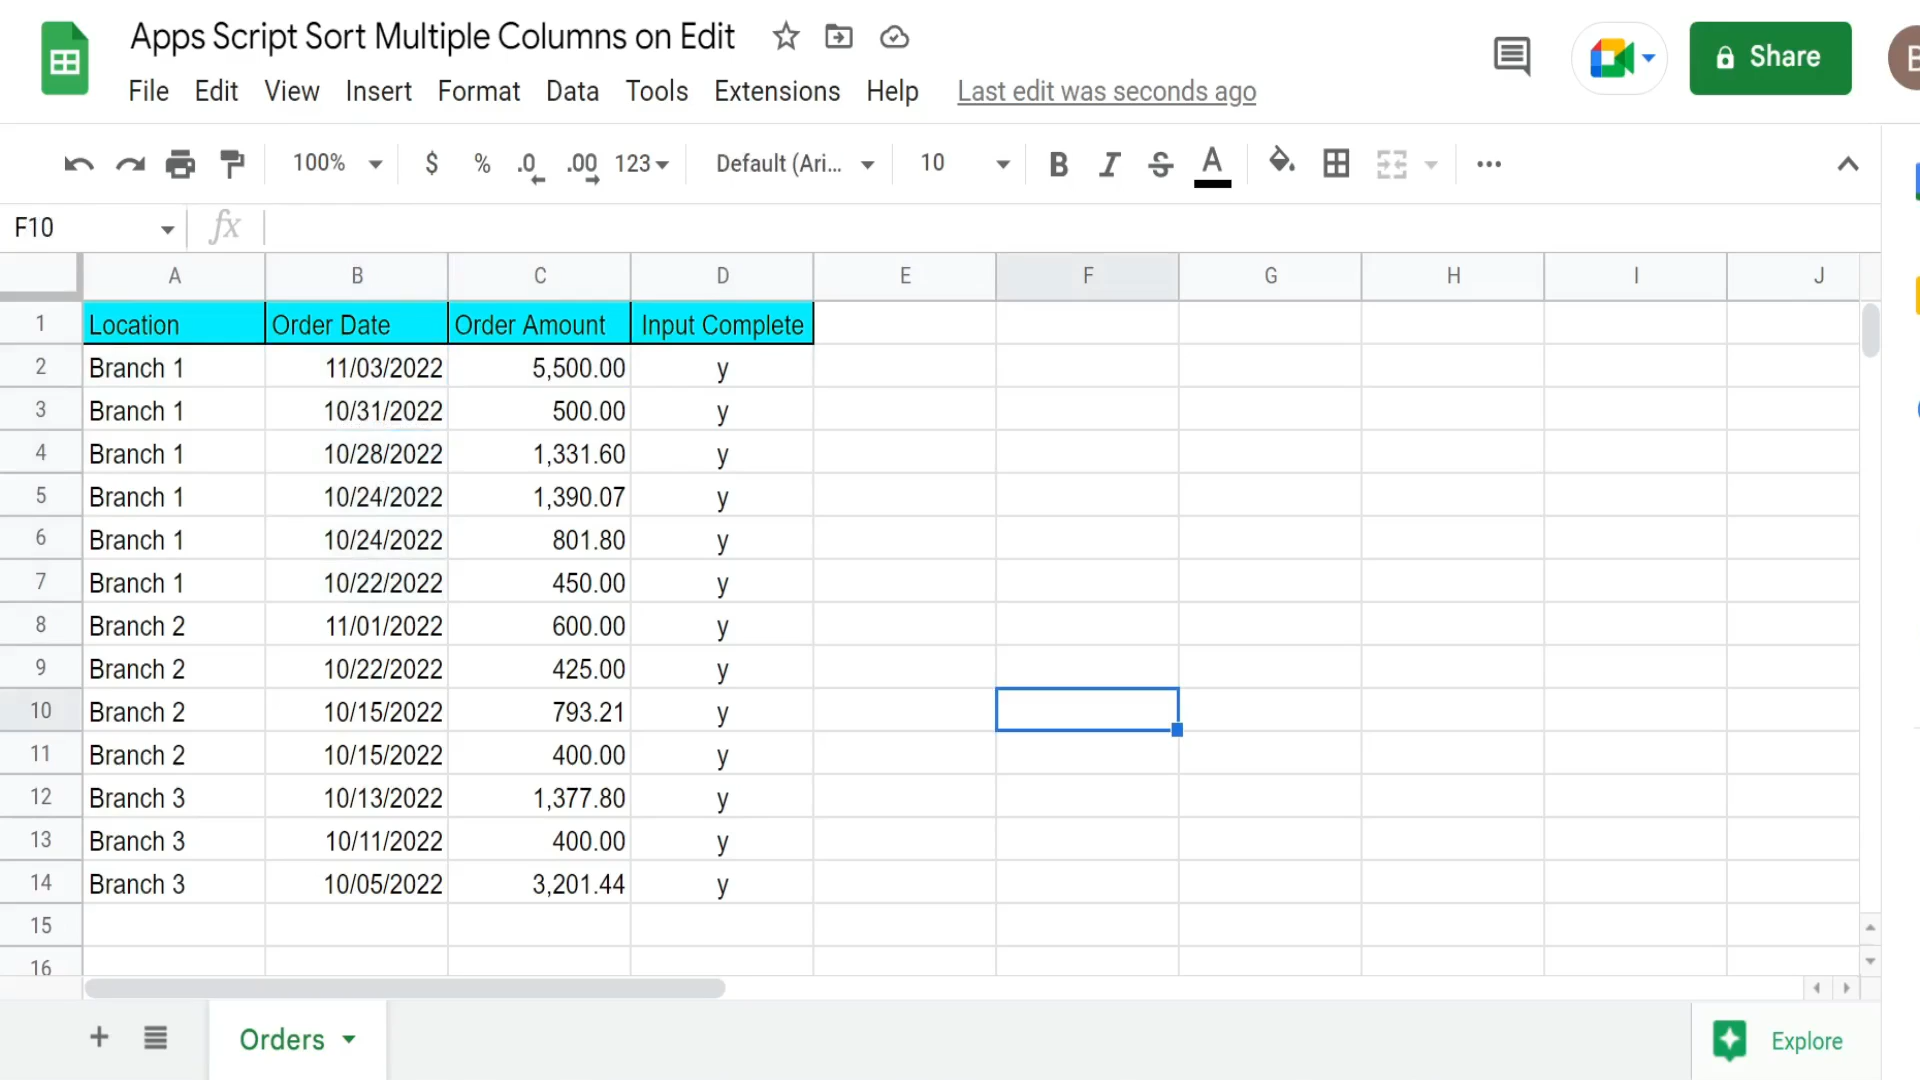 Apps Script Sort Multiple Columns on Edit
File Edit View Insert Format Data Tools Extensions Help Last edit was seconds ago
Share
B
100% $ % .0 .00 123 Default (Ari... 10 B I S A
F10 fx
A B C D E F G H I J
1 Location Order Date Order Amount Input Complete
2 Branch 1 11/03/2022 5,500.00 y
3 Branch 1 10/31/2022 500.00 y
4 Branch 1 10/28/2022 1,331.60 y
5 Branch 1 10/24/2022 1,390.07 y
6 Branch 1 10/24/2022 801.80 y
7 Branch 1 10/22/2022 450.00 y
8 Branch 2 11/01/2022 600.00 y
9 Branch 2 10/22/2022 425.00 y
10 Branch 2 10/15/2022 793.21 y
11 Branch 2 10/15/2022 400.00 y
12 Branch 3 10/13/2022 1,377.80 y
13 Branch 3 10/11/2022 400.00 y
14 Branch 3 10/05/2022 3,201.44 y
15
16
Orders
Explore